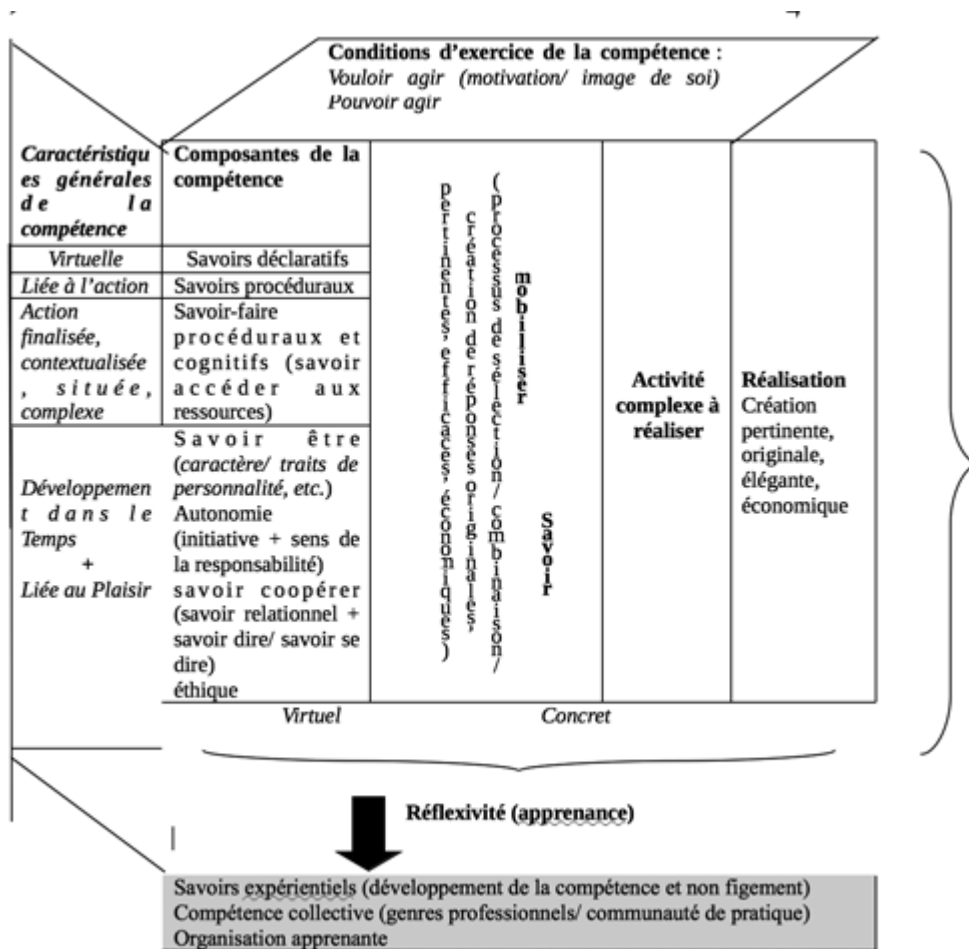 Conditions d'exercice de la compétence :
Vouloir agir (motivation/ image de soi)
Pouvoir agir
Caractéristiqu
es générales
de la
compétence
Composantes de la
compétence
Virtuelle
Savoirs déclaratifs
Liée à l'action
Savoirs procéduraux
Action
finalisée,
contextualisée
, située,
complexe
Savoir-faire
procéduraux et
cognitifs (savoir
accéder aux
ressources)
Développemen
t dans le
Temps
+
Liée au Plaisir
Savoir être
(caractère/ traits de
personnalité, etc.)
Autonomie
(initiative + sens de
la responsabilité)
savoir coopérer
(savoir relationnel +
savoir dire/ savoir se
dire)
éthique
Savoir mobiliser
(processus de sélection/ combinaison/
création de réponses originales,
pertinentes, efficaces, économiques)
Activité
complexe à
réaliser
Réalisation
Création
pertinente,
originale,
élégante,
économique
Virtuel
Concret
Réflexivité (apprenance)
Savoirs expérientiels (développement de la compétence et non figement)
Compétence collective (genres professionnels/ communauté de pratique)
Organisation apprenante